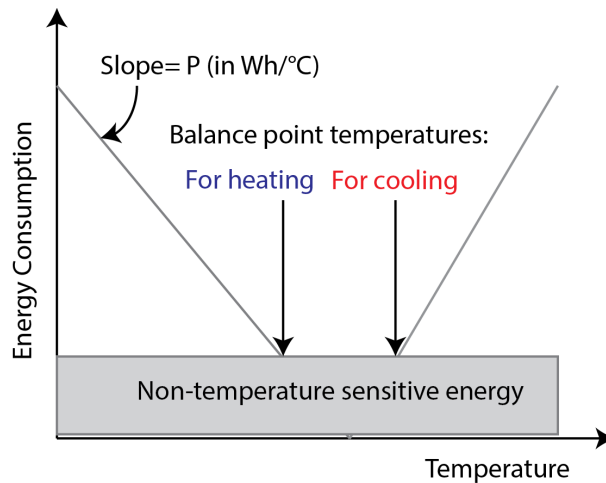 Slope= P (in Wh/°C)
Balance point temperatures:
For heating
For cooling
Energy Consumption
Non-temperature sensitive energy
Temperature